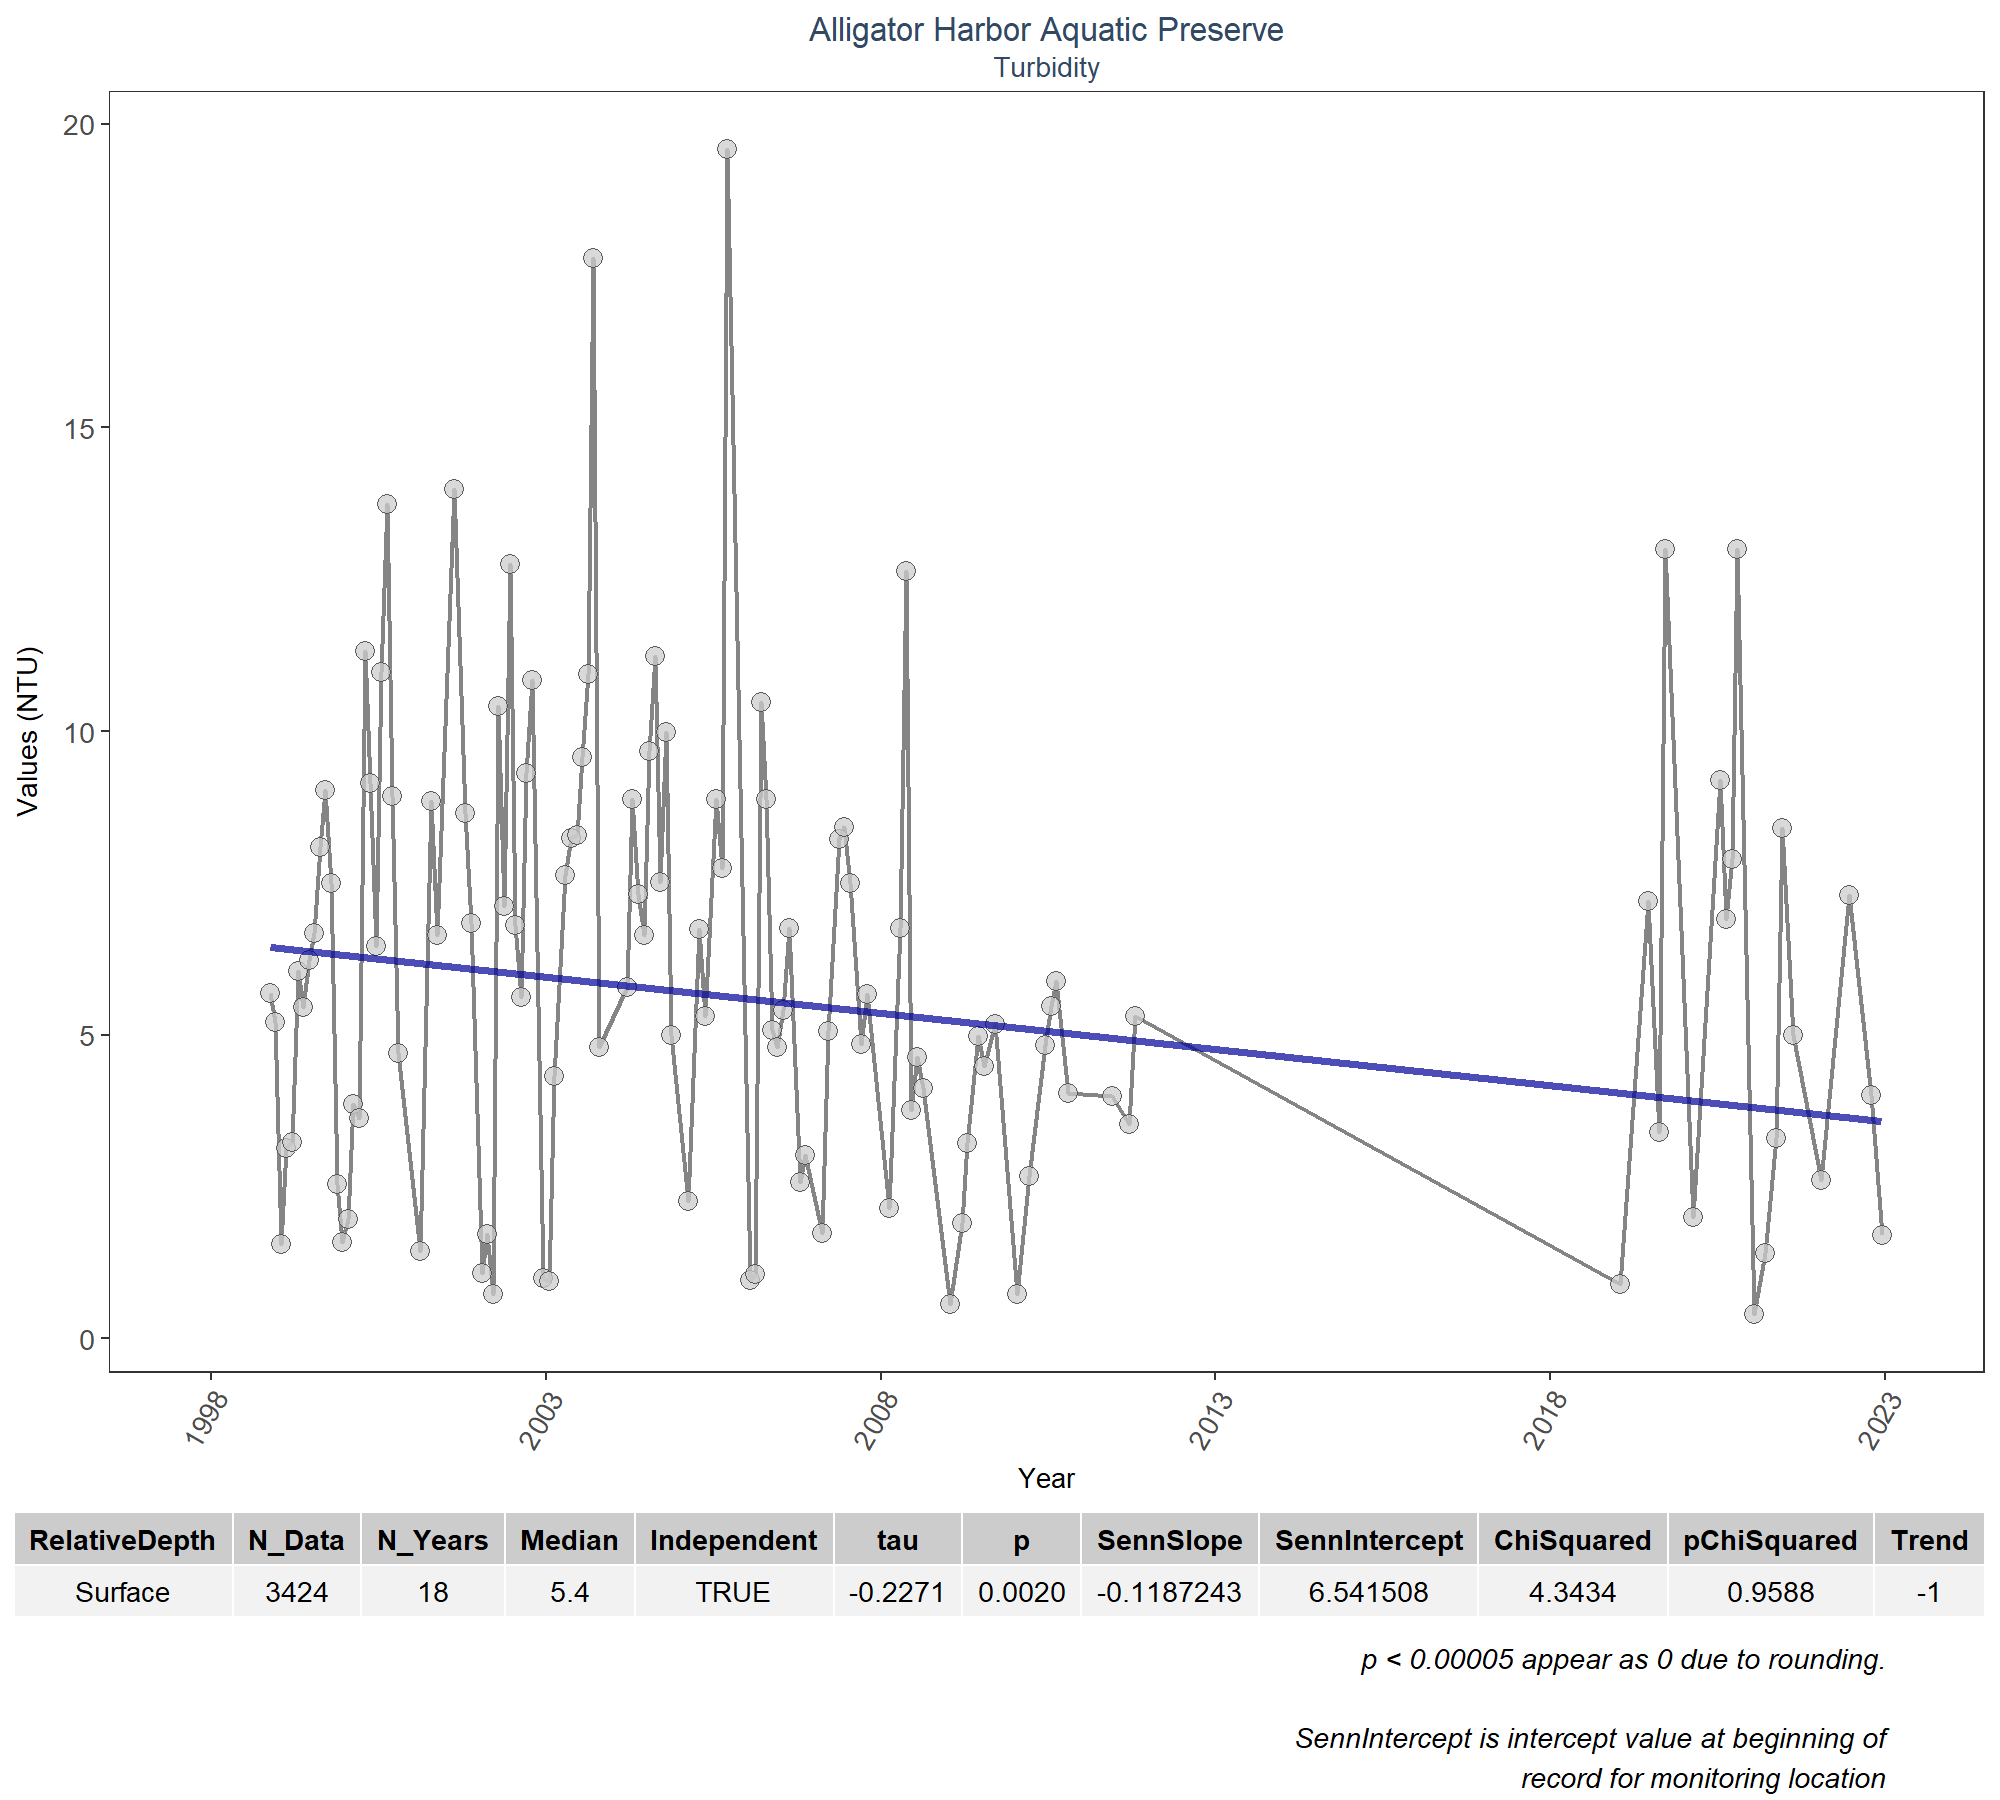 Alligator Harbor Aquatic Preserve
Turbidity
Values (NTU)
20
15
10
5
0
1998
2003
2008
2013
2018
2023
Year
RelativeDepth N_Data N_Years Median Independent tau p SennSlope SennIntercept ChiSquared pChiSquared Trend
Surface 3424 18 5.4 TRUE -0.2271 0.0020 -0.1187243 6.541508 4.3434 0.9588 -1
p < 0.00005 appear as 0 due to rounding.
SennIntercept is intercept value at beginning of
record for monitoring location